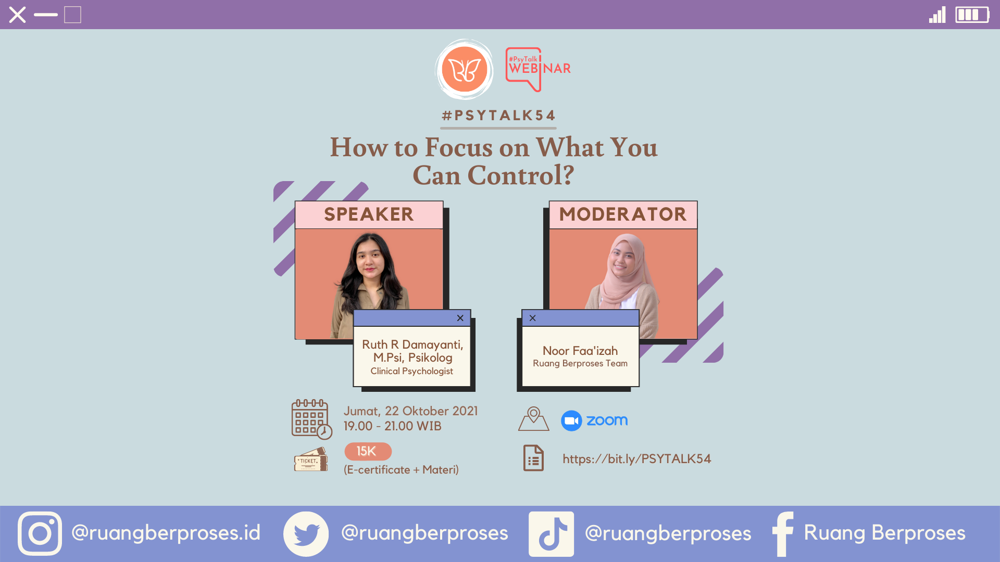 #PsyTalk
WEBINAR
#PSYTALK54
How to Focus on What You
Can Control?
SPEAKER
MODERATOR
Ruth R Damayanti,
M.Psi, Psikolog
Clinical Psychologist
Noor Faa'izah
Ruang Berproses Team
Jumat, 22 Oktober 2021
19.00 - 21.00 WIB
zoom
TICKET
15K
(E-certificate + Materi)
https://bit.ly/PSYTALK54
@ruangberproses.id
@ruangberproses
@ruangberproses
Ruang Berproses